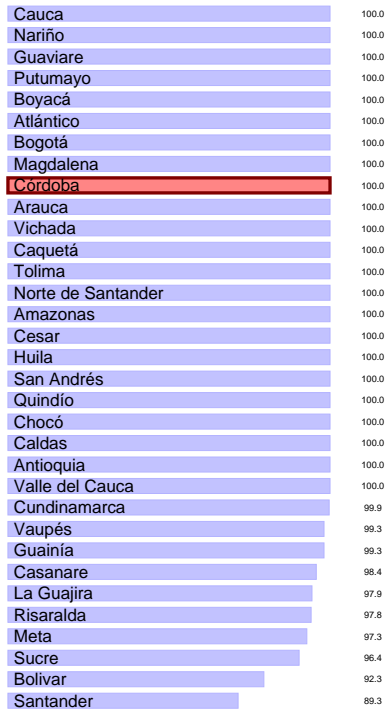 Cauca 100.0
Nariño 100.0
Guaviare 100.0
Putumayo 100.0
Boyacá 100.0
Atlántico 100.0
Bogotá 100.0
Magdalena 100.0
Córdoba 100.0
Arauca 100.0
Vichada 100.0
Caquetá 100.0
Tolima 100.0
Norte de Santander 100.0
Amazonas 100.0
Cesar 100.0
Huila 100.0
San Andrés 100.0
Quindío 100.0
Chocó 100.0
Caldas 100.0
Antioquia 100.0
Valle del Cauca 100.0
Cundinamarca 99.9
Vaupés 99.3
Guainía 99.3
Casanare 98.4
La Guajira 97.9
Risaralda 97.8
Meta 97.3
Sucre 96.4
Bolivar 92.3
Santander 89.3